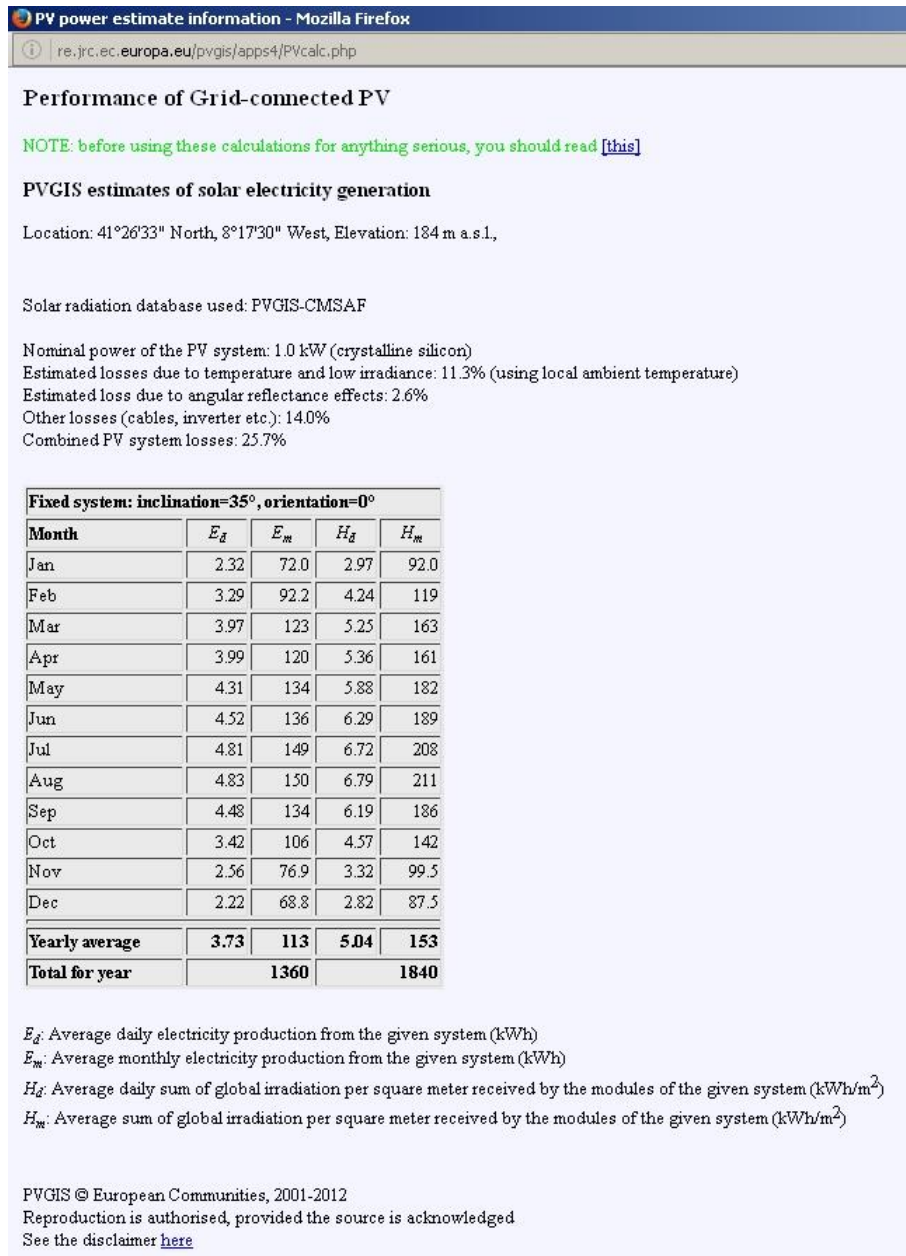 PV power estimate information - Mozilla Firefox
re.jrc.ec.europa.eu/pvgis/apps4/PVcalc.php
Performance of Grid-connected PV
NOTE: before using these calculations for anything serious, you should read [this]
PVGIS estimates of solar electricity generation
Location: 41°26'33" North, 8°17'30" West, Elevation: 184 m a.s.l.,
Solar radiation database used: PVGIS-CMSAF
Nominal power of the PV system: 1.0 kW (crystalline silicon)
Estimated losses due to temperature and low irradiance: 11.3% (using local ambient temperature)
Estimated loss due to angular reflectance effects: 2.6%
Other losses (cables, inverter etc.): 14.0%
Combined PV system losses: 25.7%
Fixed system: inclination=35°, orientation=0°
Month Ed Em Hd Hm
Jan 2.32 72.0 2.97 92.0
Feb 3.29 92.2 4.24 119
Mar 3.97 123 5.25 163
Apr 3.99 120 5.36 161
May 4.31 134 5.88 182
Jun 4.52 136 6.29 189
Jul 4.81 149 6.72 208
Aug 4.83 150 6.79 211
Sep 4.48 134 6.19 186
Oct 3.42 106 4.57 142
Nov 2.56 76.9 3.32 99.5
Dec 2.22 68.8 2.82 87.5
Yearly average 3.73 113 5.04 153
Total for year 1360 1840
Ed: Average daily electricity production from the given system (kWh)
Em: Average monthly electricity production from the given system (kWh)
Hd: Average daily sum of global irradiation per square meter received by the modules of the given system (kWh/m2)
Hm: Average sum of global irradiation per square meter received by the modules of the given system (kWh/m2)
PVGIS © European Communities, 2001-2012
Reproduction is authorised, provided the source is acknowledged
See the disclaimer here